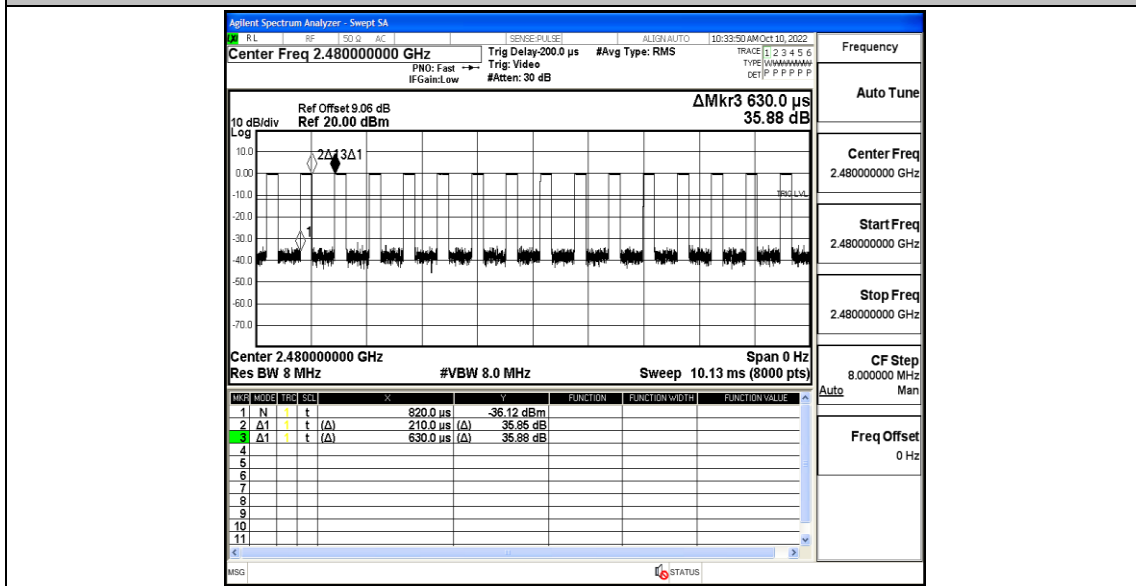 Agilent Spectrum Analyzer - Swept SA
RL RF 50 Ω AC SENSE:PULSE ALIGN AUTO 10:33:50 AM Oct 10, 2022
Center Freq 2.480000000 GHz
PNO: Fast
IFGain:Low
Trig Delay-200.0 µs
Trig: Video
#Atten: 30 dB
#Avg Type: RMS
TRACE 1 2 3 4 5 6
TYPE
DET P P P P P P
Frequency
Auto Tune
Center Freq
2.480000000 GHz
Start Freq
2.480000000 GHz
Stop Freq
2.480000000 GHz
CF Step
8.000000 MHz
Auto Man
Freq Offset
0 Hz
ΔMkr3 630.0 µs
35.88 dB
Ref Offset 9.06 dB
10 dB/div Ref 20.00 dBm
Log
10.0
0.00
-10.0
-20.0
-30.0
-40.0
-50.0
-60.0
-70.0
2Δ13Δ1
TRIG LVL
1
Center 2.480000000 GHz Span 0 Hz
Res BW 8 MHz #VBW 8.0 MHz Sweep 10.13 ms (8000 pts)
MKR MODE TRC SCL X Y FUNCTION FUNCTION WIDTH FUNCTION VALUE
1 N 1 t 820.0 µs -36.12 dBm
2 Δ1 1 t (Δ) 210.0 µs (Δ) 35.85 dB
3 Δ1 1 t (Δ) 630.0 µs (Δ) 35.88 dB
4
5
6
7
8
9
10
11
MSG STATUS